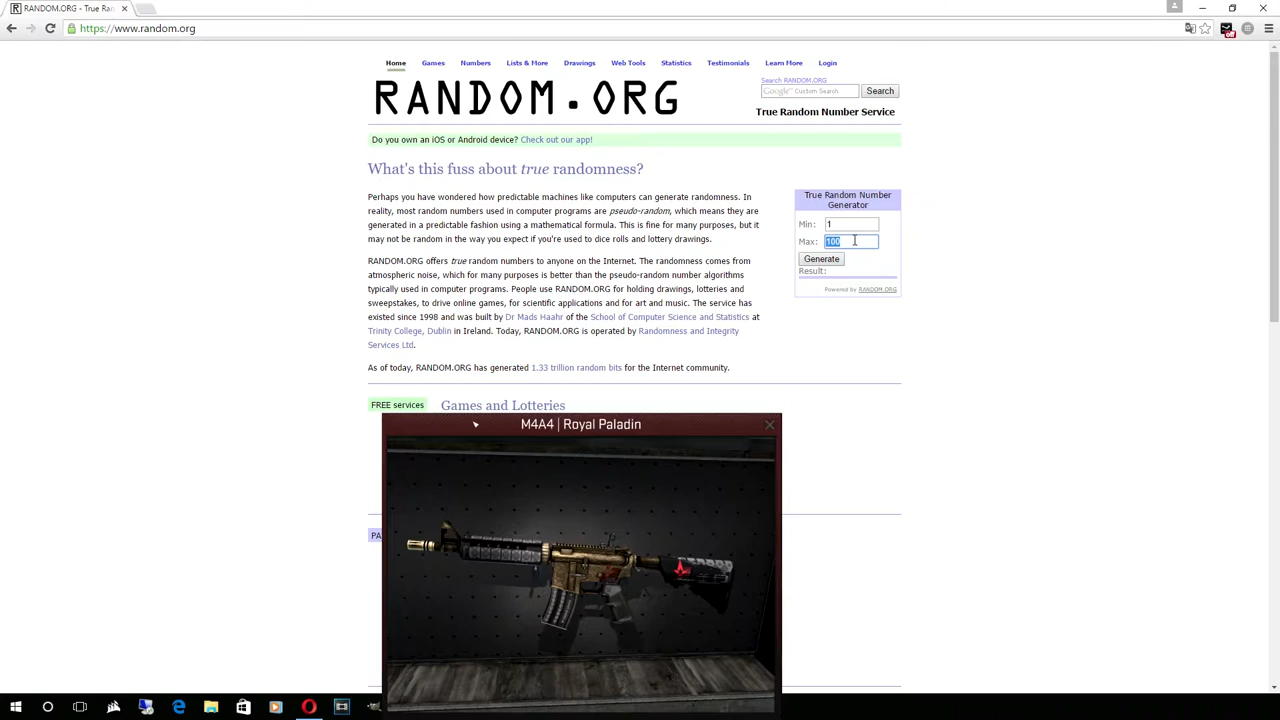 RANDOM.ORG - True Ran
https://www.random.org
Home Games Numbers Lists & More Drawings Web Tools Statistics Testimonials Learn More Login
Search RANDOM.ORG
RANDOM.ORG
Google™ Custom Search Search
True Random Number Service
Do you own an iOS or Android device? Check out our app!
What's this fuss about true randomness?
Perhaps you have wondered how predictable machines like computers can generate randomness. In
reality, most random numbers used in computer programs are pseudo-random, which means they are
generated in a predictable fashion using a mathematical formula. This is fine for many purposes, but it
may not be random in the way you expect if you're used to dice rolls and lottery drawings.
RANDOM.ORG offers true random numbers to anyone on the Internet. The randomness comes from
atmospheric noise, which for many purposes is better than the pseudo-random number algorithms
typically used in computer programs. People use RANDOM.ORG for holding drawings, lotteries and
sweepstakes, to drive online games, for scientific applications and for art and music. The service has
existed since 1998 and was built by Dr Mads Haahr of the School of Computer Science and Statistics at
Trinity College, Dublin in Ireland. Today, RANDOM.ORG is operated by Randomness and Integrity
Services Ltd.
As of today, RANDOM.ORG has generated 1.33 trillion random bits for the Internet community.
True Random Number
Generator
Min: 1
Max: 100
Generate
Result:
Powered by RANDOM.ORG
FREE services
Games and Lotteries
M4A4 | Royal Paladin
PA
off